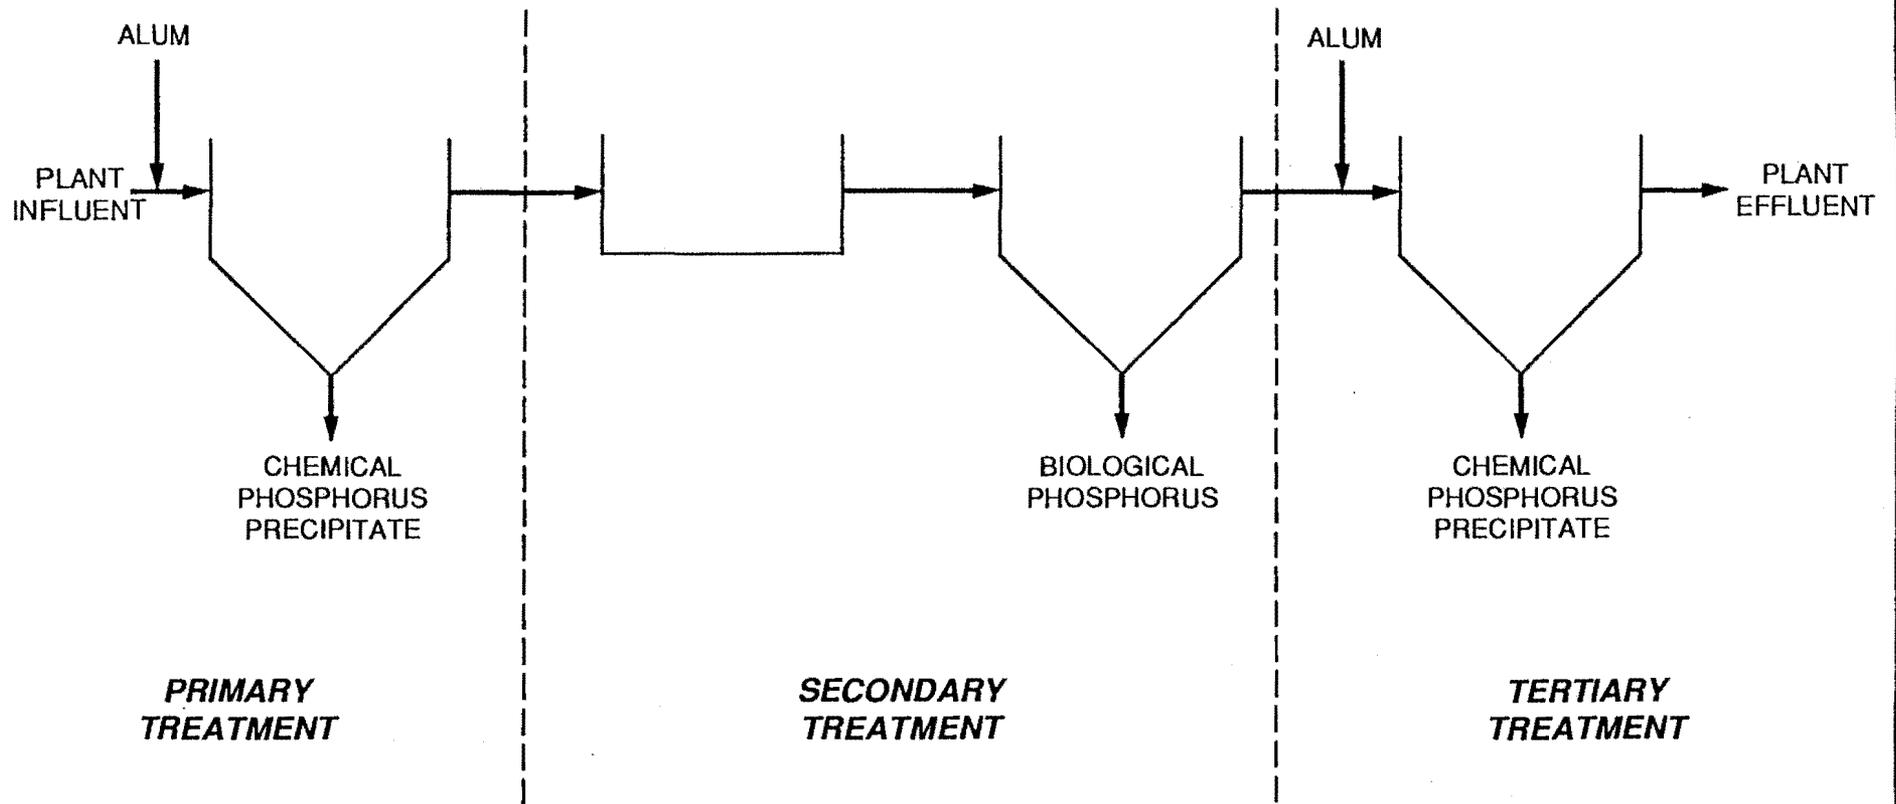 ALUM
ALUM
PLANT
INFLUENT
PLANT
EFFLUENT
CHEMICAL
PHOSPHORUS
PRECIPITATE
BIOLOGICAL
PHOSPHORUS
CHEMICAL
PHOSPHORUS
PRECIPITATE
PRIMARY
TREATMENT
SECONDARY
TREATMENT
TERTIARY
TREATMENT